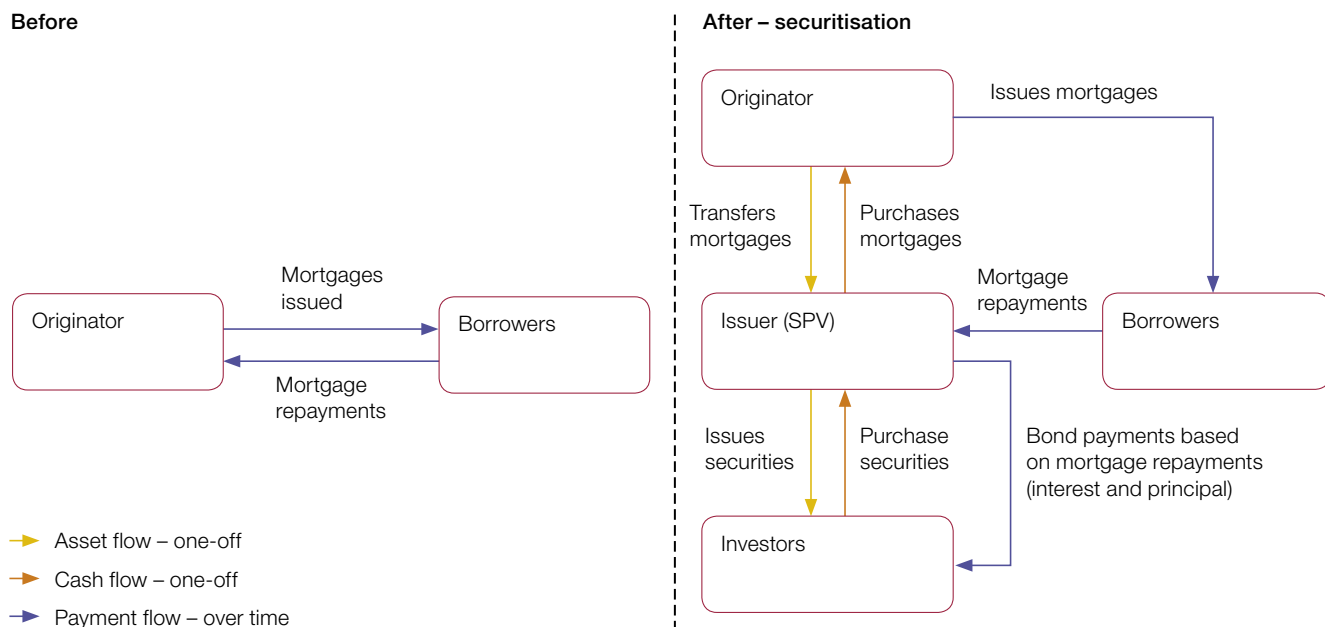 Before
Mortgages
issued
Originator
Borrowers
Mortgage
repayments
Asset flow – one-off
Cash flow – one-off
Payment flow – over time
After – securitisation
Originator
Issues mortgages
Transfers
mortgages
Purchases
mortgages
Mortgage
repayments
Issuer (SPV)
Borrowers
Issues
securities
Purchase
securities
Bond payments based
on mortgage repayments
(interest and principal)
Investors